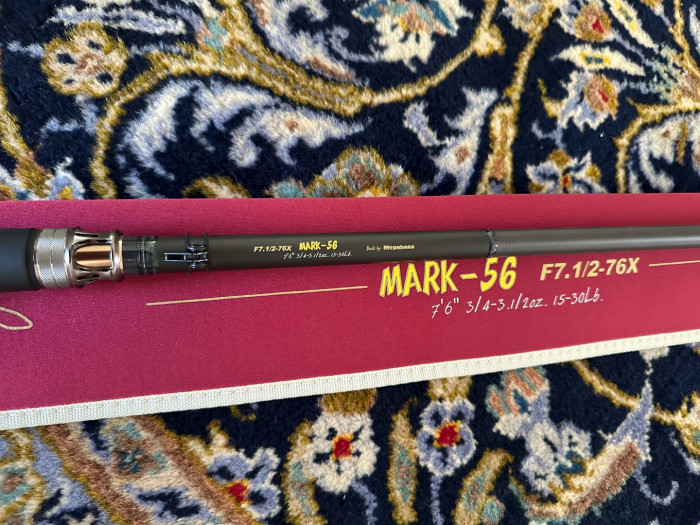 F7.1/2-76X MARK-56 Built by Megabass
7'6" 3/4-3.1/2oz. 15-30Lb.
MARK-56 F7.1/2-76X
7'6" 3/4-3.1/2oz. 15-30Lb.